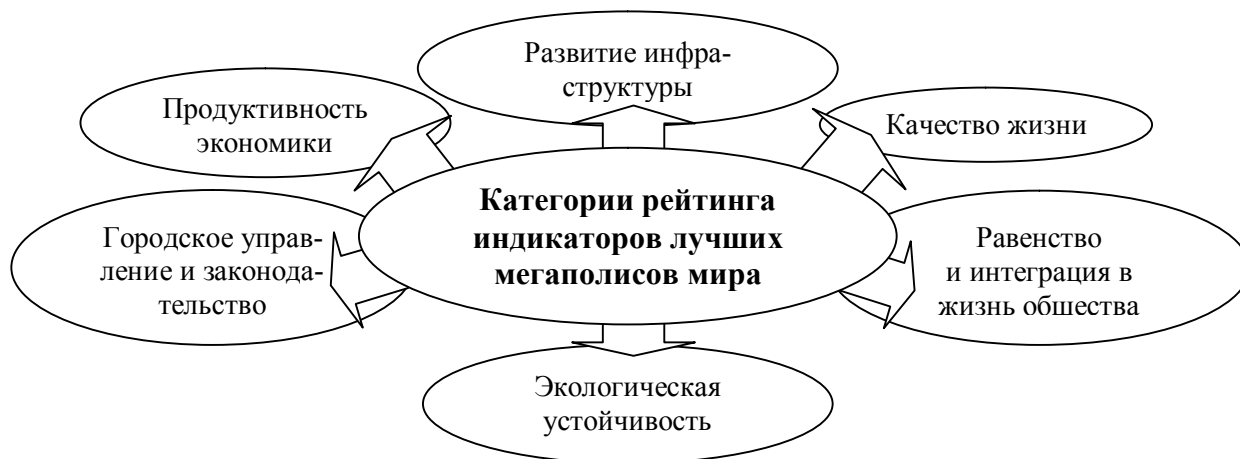 Развитие инфра-
структуры
Продуктивность
экономики
Качество жизни
Категории рейтинга
индикаторов лучших
мегаполисов мира
Городское управ-
ление и законода-
тельство
Равенство
и интеграция в
жизнь обшества
Экологическая
устойчивость